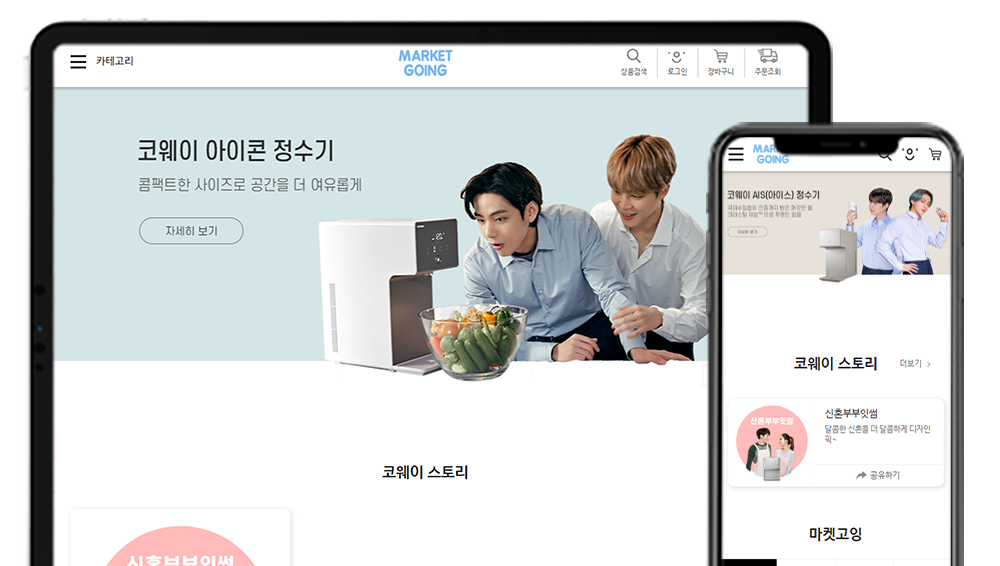 카테고리
MARKET
GOING
상품검색
로그인
장바구니
주문조회
코웨이 아이콘 정수기
콤팩트한 사이즈로 공간을 더 여유롭게
자세히 보기
코웨이 스토리
신혼부부잇썸
MAR
GOING
코웨이 AIS(아이스) 정수기
자세히 보기
코웨이 스토리
더보기 >
신혼부부잇썸
신혼부부잇썸
달콤한 신혼을 더 달콤하게 디자인
픽~
공유하기
마켓고잉